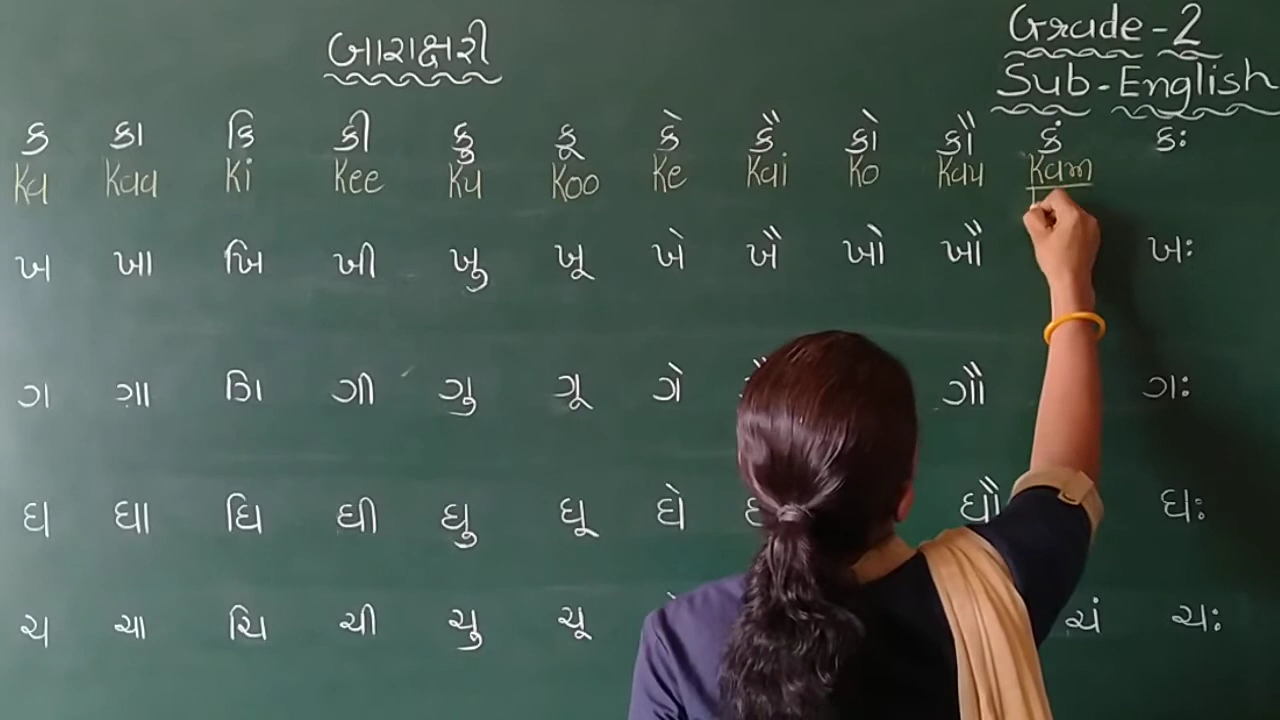 બારાક્ષરી
Grade-2
Sub-English
ક કા કિ કી કુ કૂ કે કૈ કો કૌ કં કઃ
Ka Kaa Ki Kee Ku Koo Ke Kai Ko Kau Kam
ખ ખા ખિ ખી ખુ ખૂ ખે ખૈ ખો ખૌ ખઃ
ગ ગા ગિ ગી ગુ ગૂ ગે ગૌ ગઃ
ઘ ઘા ઘિ ઘી ઘુ ઘૂ ઘે ઘૌ ઘઃ
ચ ચા ચિ ચી ચુ ચૂ ચં ચઃ